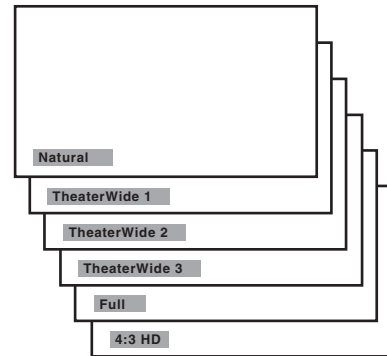 Natural
TheaterWide 1
TheaterWide 2
TheaterWide 3
Full
4:3 HD